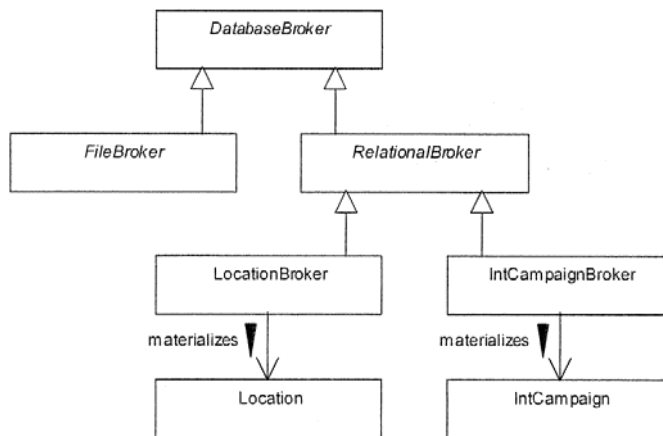 DatabaseBroker
FileBroker
RelationalBroker
LocationBroker
IntCampaignBroker
materializes
materializes
Location
IntCampaign